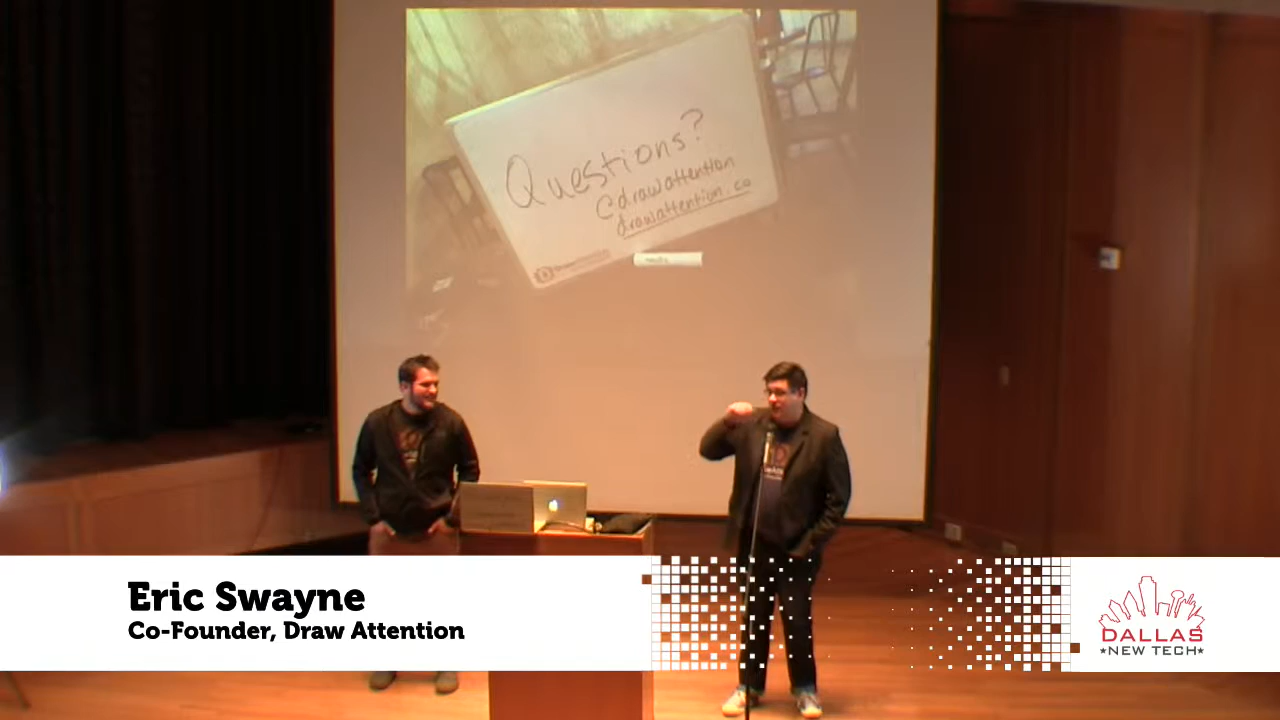 Questions?
@drawattention
drawattention.co
Eric Swayne
Co-Founder, Draw Attention
DALLAS
★NEW TECH★